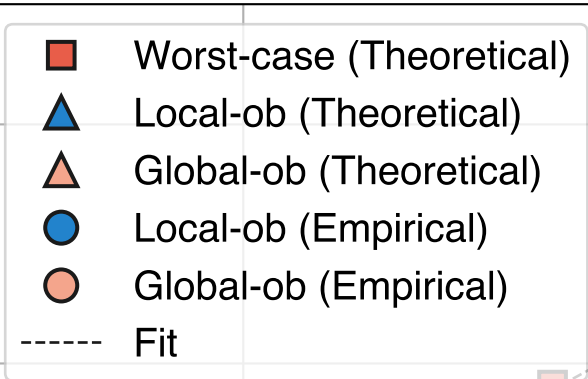 Worst-case (Theoretical)
Local-ob (Theoretical)
Global-ob (Theoretical)
Local-ob (Empirical)
Global-ob (Empirical)
Fit